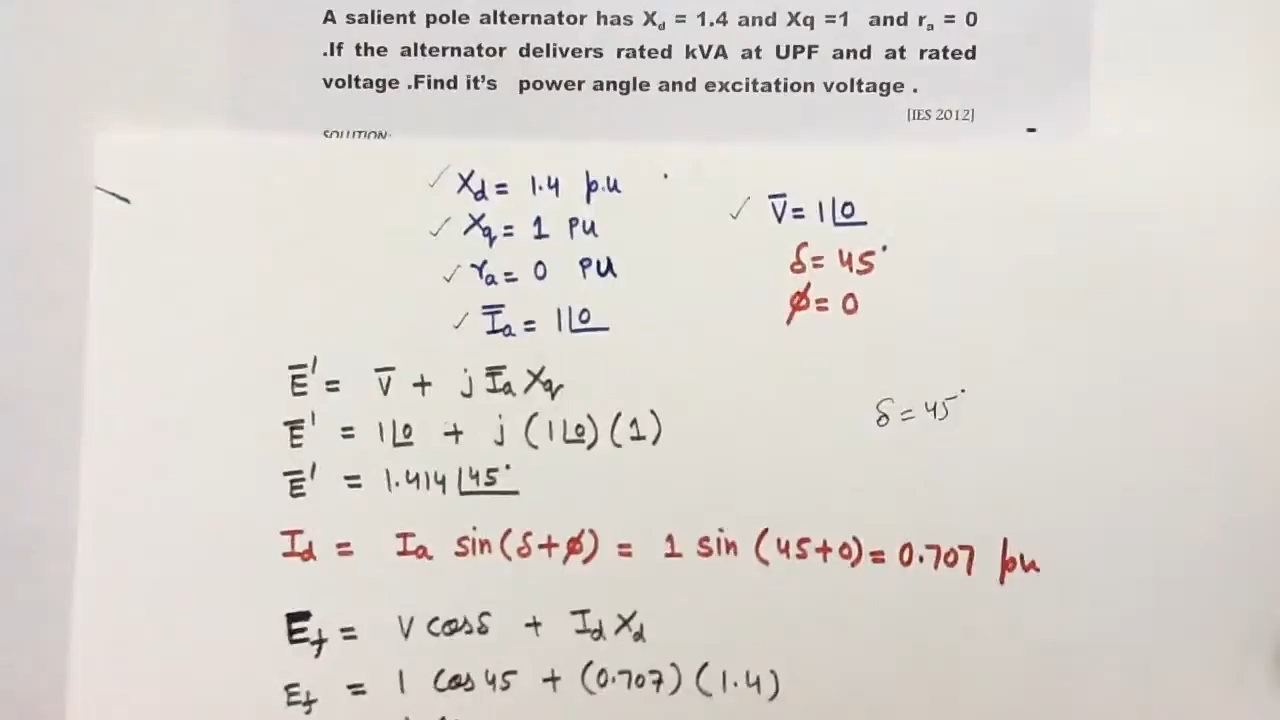 A salient pole alternator has Xd = 1.4 and Xq =1 and ra = 0
.If the alternator delivers rated kVA at UPF and at rated
voltage .Find it's power angle and excitation voltage .
[IES 2012]
SOLUTION:
✓ Xd = 1.4 p.u
✓ V̅ = 1∠0
✓ Xq = 1 PU
δ = 45°
✓ ra = 0 PU
ϕ = 0
✓ I̅a = 1∠0
E̅' = V̅ + j I̅a Xq
δ = 45°
E̅' = 1∠0 + j (1∠0) (1)
E̅' = 1.414 ∠45°
Id = Ia sin(δ+ϕ) = 1 sin (45+0) = 0.707 pu
Ef = V cosδ + Id Xd
Ef = 1 cos 45 + (0.707) (1.4)